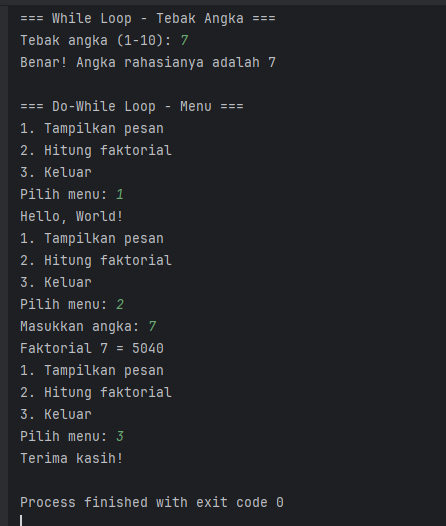 === While Loop - Tebak Angka ===
Tebak angka (1-10): 7
Benar! Angka rahasianya adalah 7

=== Do-While Loop - Menu ===
1. Tampilkan pesan
2. Hitung faktorial
3. Keluar
Pilih menu: 1
Hello, World!
1. Tampilkan pesan
2. Hitung faktorial
3. Keluar
Pilih menu: 2
Masukkan angka: 7
Faktorial 7 = 5040
1. Tampilkan pesan
2. Hitung faktorial
3. Keluar
Pilih menu: 3
Terima kasih!

Process finished with exit code 0